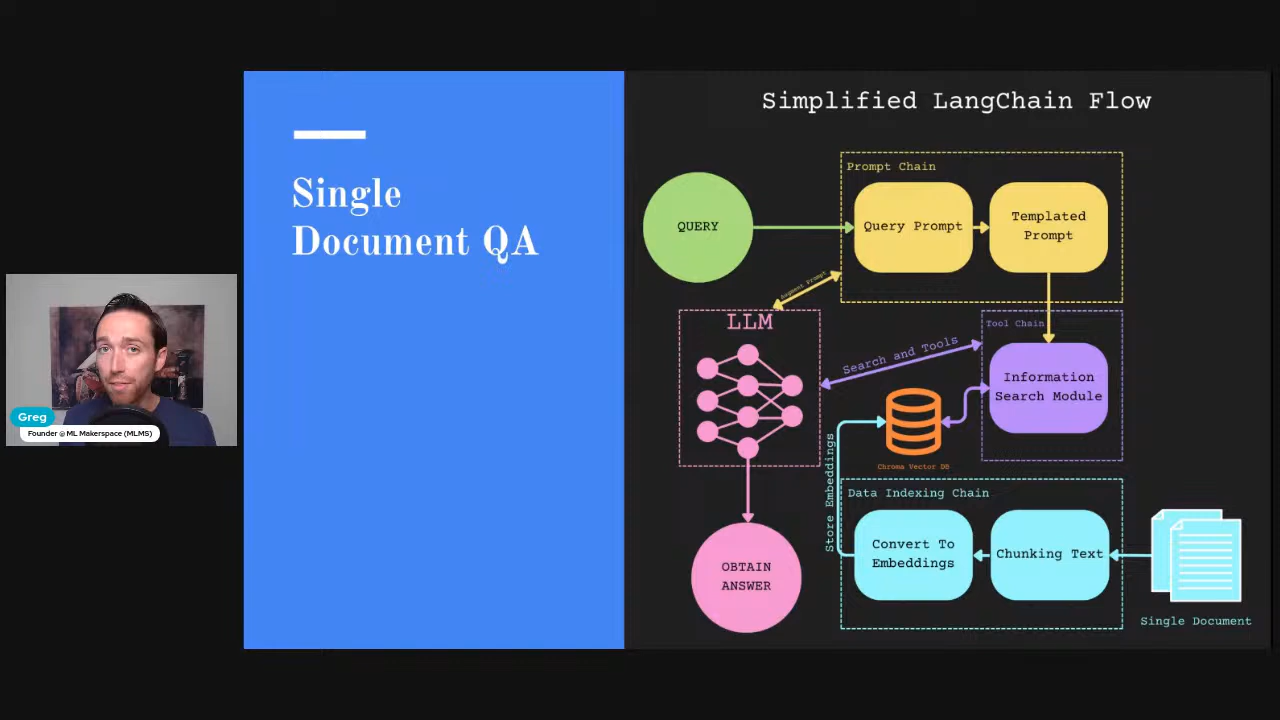 Single
Document QA
Simplified LangChain Flow
QUERY
Prompt Chain
Query Prompt
Templated
Prompt
Augment Prompt
LLM
Search and Tools
Tool Chain
Information
Search Module
Chroma Vector DB
Store Embeddings
Data Indexing Chain
Convert To
Embeddings
Chunking Text
Single Document
OBTAIN
ANSWER
Greg
Founder @ ML Makerspace (MLMS)